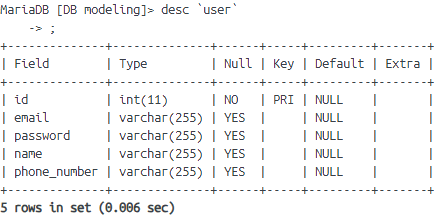 MariaDB [DB modeling]> desc `user`
    -> ;
+--------------+--------------+------+-----+---------+-------+
| Field        | Type         | Null | Key | Default | Extra |
+--------------+--------------+------+-----+---------+-------+
| id           | int(11)      | NO   | PRI | NULL    |       |
| email        | varchar(255) | YES  |     | NULL    |       |
| password     | varchar(255) | YES  |     | NULL    |       |
| name         | varchar(255) | YES  |     | NULL    |       |
| phone_number | varchar(255) | YES  |     | NULL    |       |
+--------------+--------------+------+-----+---------+-------+
5 rows in set (0.006 sec)